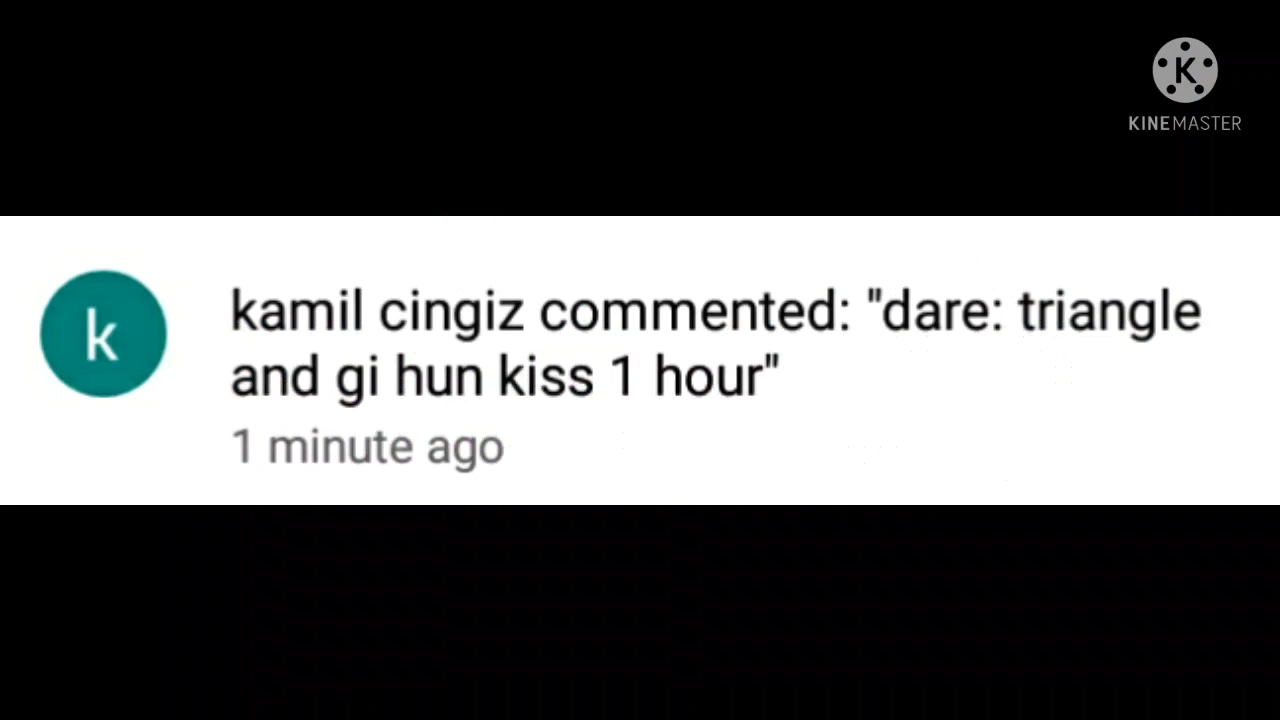 K
KINEMASTER
k
kamil cingiz commented: "dare: triangle
and gi hun kiss 1 hour"
1 minute ago